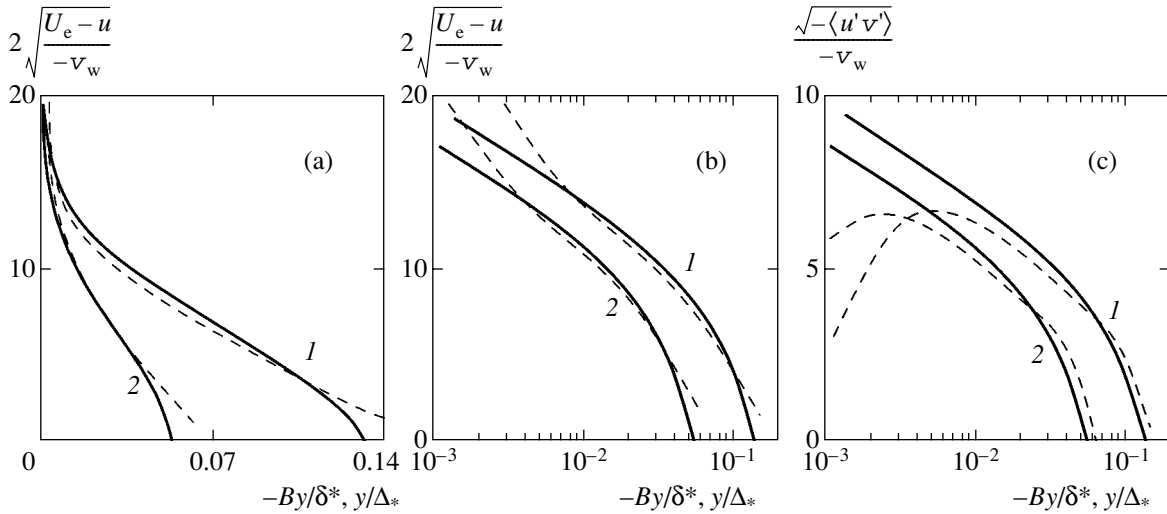 2√((U_e − u)/(−v_w)) 2√((U_e − u)/(−v_w)) √(−⟨u'v'⟩)/(−v_w)
20 20 10
(a) (b) (c)
10 10 5
1 1 1
2 2 2
0 0
0 0.07 0.14 10^{−3} 10^{−2} 10^{−1} 10^{−3} 10^{−2} 10^{−1}
−By/δ*, y/Δ_* −By/δ*, y/Δ_* −By/δ*, y/Δ_*